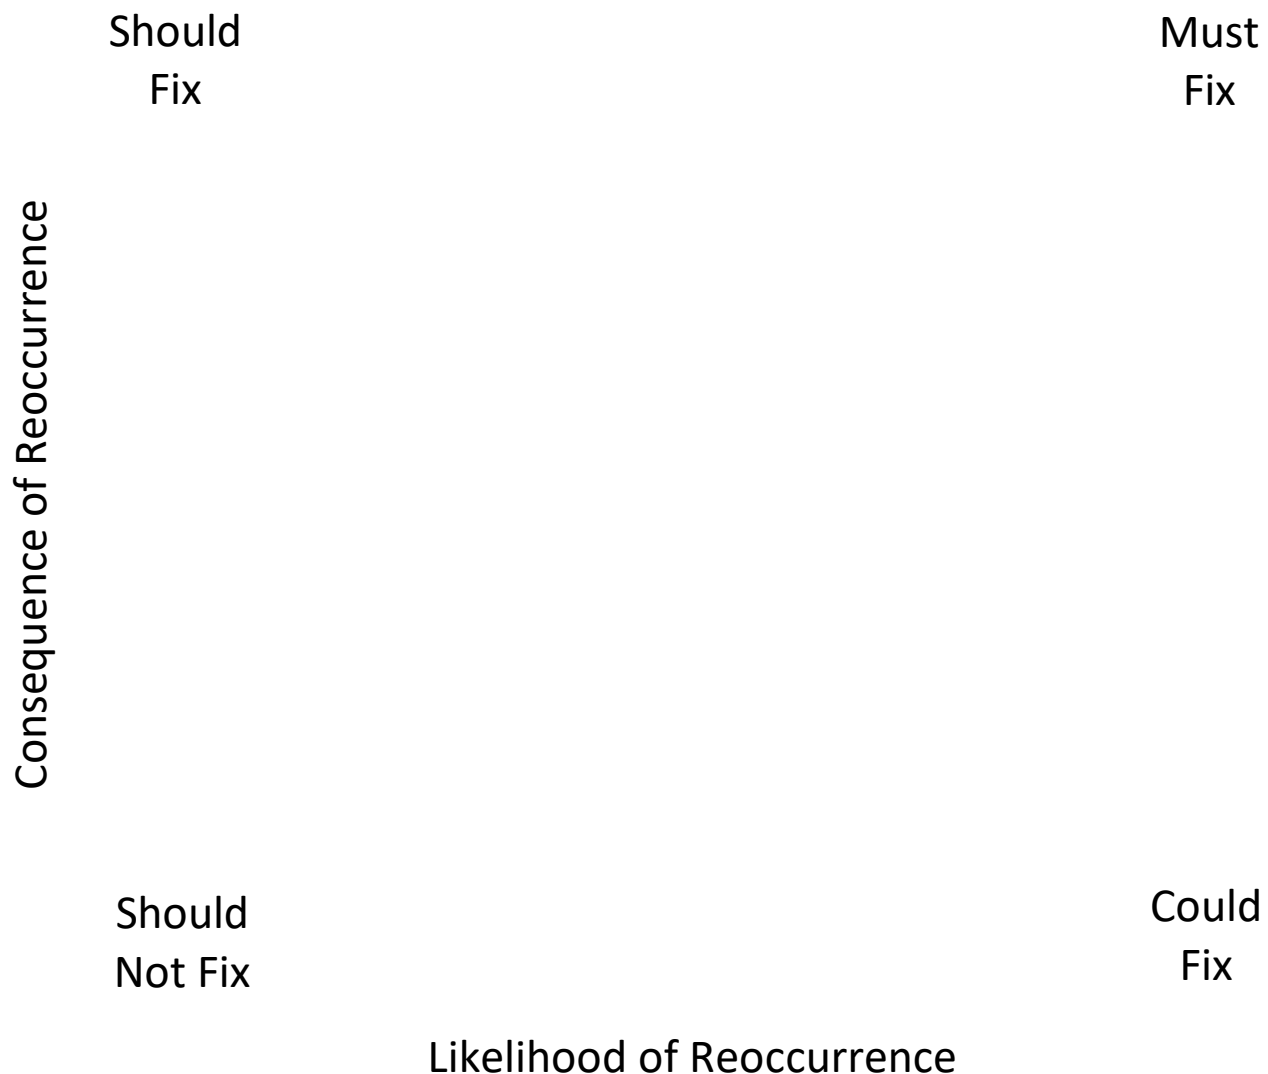 Should
Fix
Must
Fix
Consequence of Reoccurrence
Should
Not Fix
Could
Fix
Likelihood of Reoccurrence